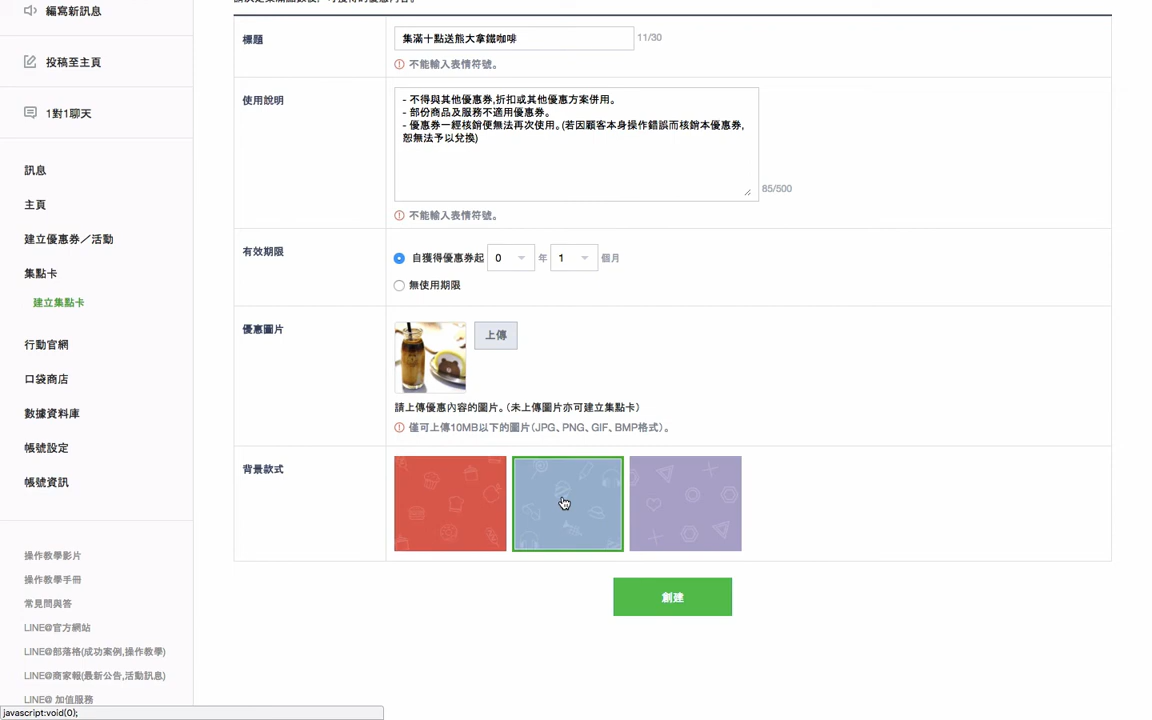 編寫新訊息
投稿至主頁
1對1聊天
訊息
主頁
建立優惠券／活動
集點卡
建立集點卡
行動官網
口袋商店
數據資料庫
帳號設定
帳號資訊
操作教學影片
操作教學手冊
常見問與答
LINE@官方網站
LINE@部落格(成功案例,操作教學)
LINE@商家報(最新公告,活動訊息)
LINE@ 加值服務
javascript:void(0);
標題
集滿十點送熊大拿鐵咖啡
11/30
不能輸入表情符號。
使用說明
- 不得與其他優惠券,折扣或其他優惠方案併用。
- 部份商品及服務不適用優惠券。
- 優惠券一經核銷便無法再次使用。(若因顧客本身操作錯誤而核銷本優惠券,
恕無法予以兌換)
85/500
不能輸入表情符號。
有效期限
自獲得優惠券起 0 年 1 個月
無使用期限
優惠圖片
上傳
請上傳優惠內容的圖片。(未上傳圖片亦可建立集點卡)
僅可上傳10MB以下的圖片(JPG、PNG、GIF、BMP格式)。
背景款式
創建